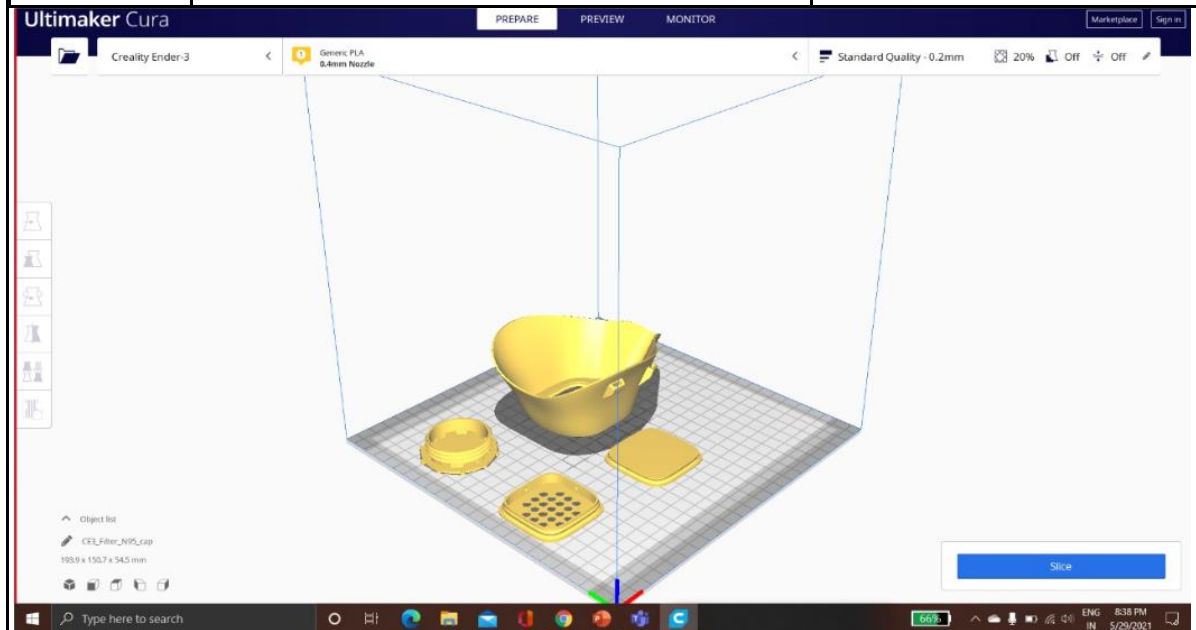 Ultimaker Cura
PREPARE PREVIEW MONITOR
Marketplace Sign in
Creality Ender-3
Generic PLA
0.4mm Nozzle
Standard Quality - 0.2mm 20% Off Off
Object list
CE3_Filter_N95_cap
193.9 x 150.7 x 54.5 mm
Slice
Type here to search
66% ENG 8:38 PM
IN 5/29/2021